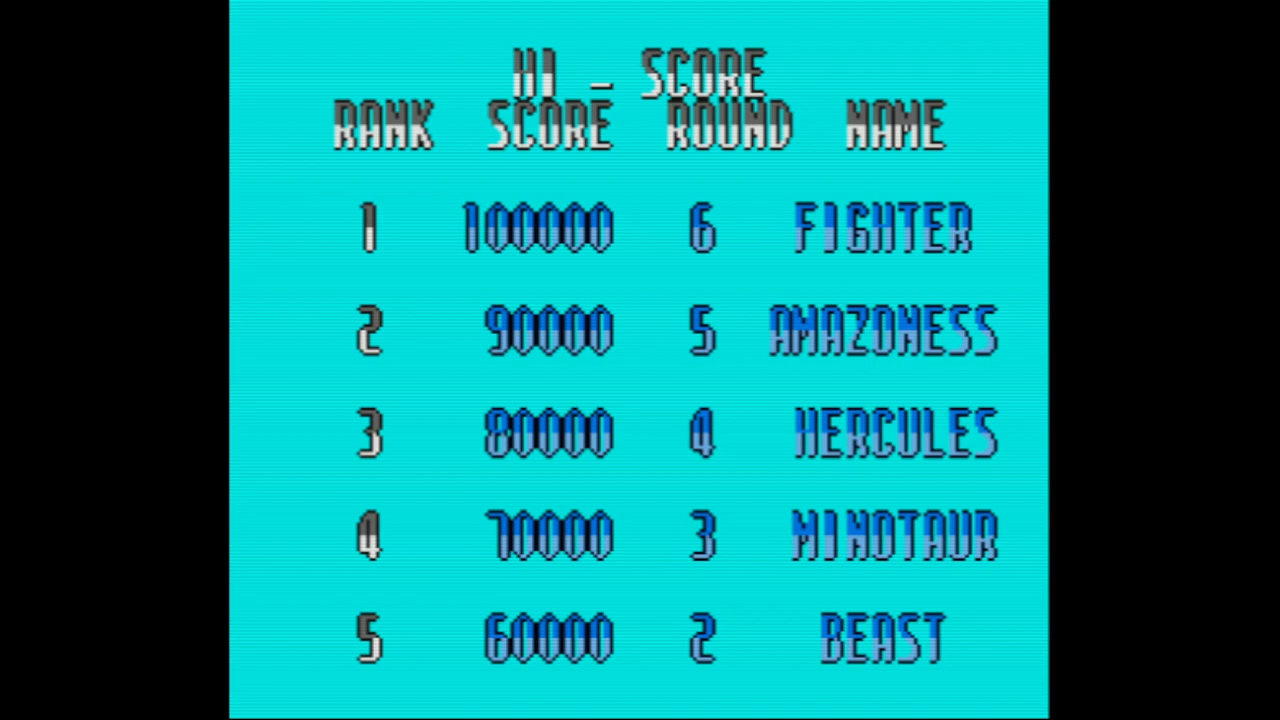 HI - SCORE
RANK SCORE ROUND NAME
1 100000 6 FIGHTER
2 90000 5 AMAZONESS
3 80000 4 HERCULES
4 70000 3 MINOTAUR
5 60000 2 BEAST